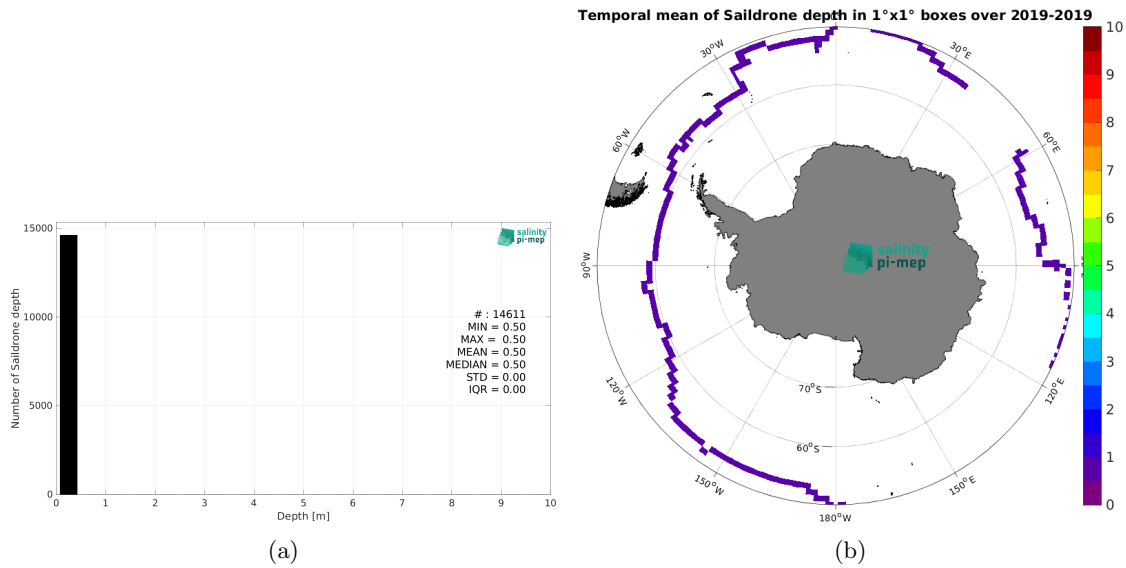 Temporal mean of Saildrone depth in 1°x1° boxes over 2019-2019
15000
10000
5000
0
Number of Saildrone depth
0 1 2 3 4 5 6 7 8 9 10
Depth [m]
salinity
pi-mep
# : 14611
MIN = 0.50
MAX = 0.50
MEAN = 0.50
MEDIAN = 0.50
STD = 0.00
IQR = 0.00
(a)
30°W
30°E
60°W
60°E
90°W
salinity
pi-mep
120°W
120°E
70°S
60°S
150°W
150°E
180°W
10
9
8
7
6
5
4
3
2
1
0
(b)